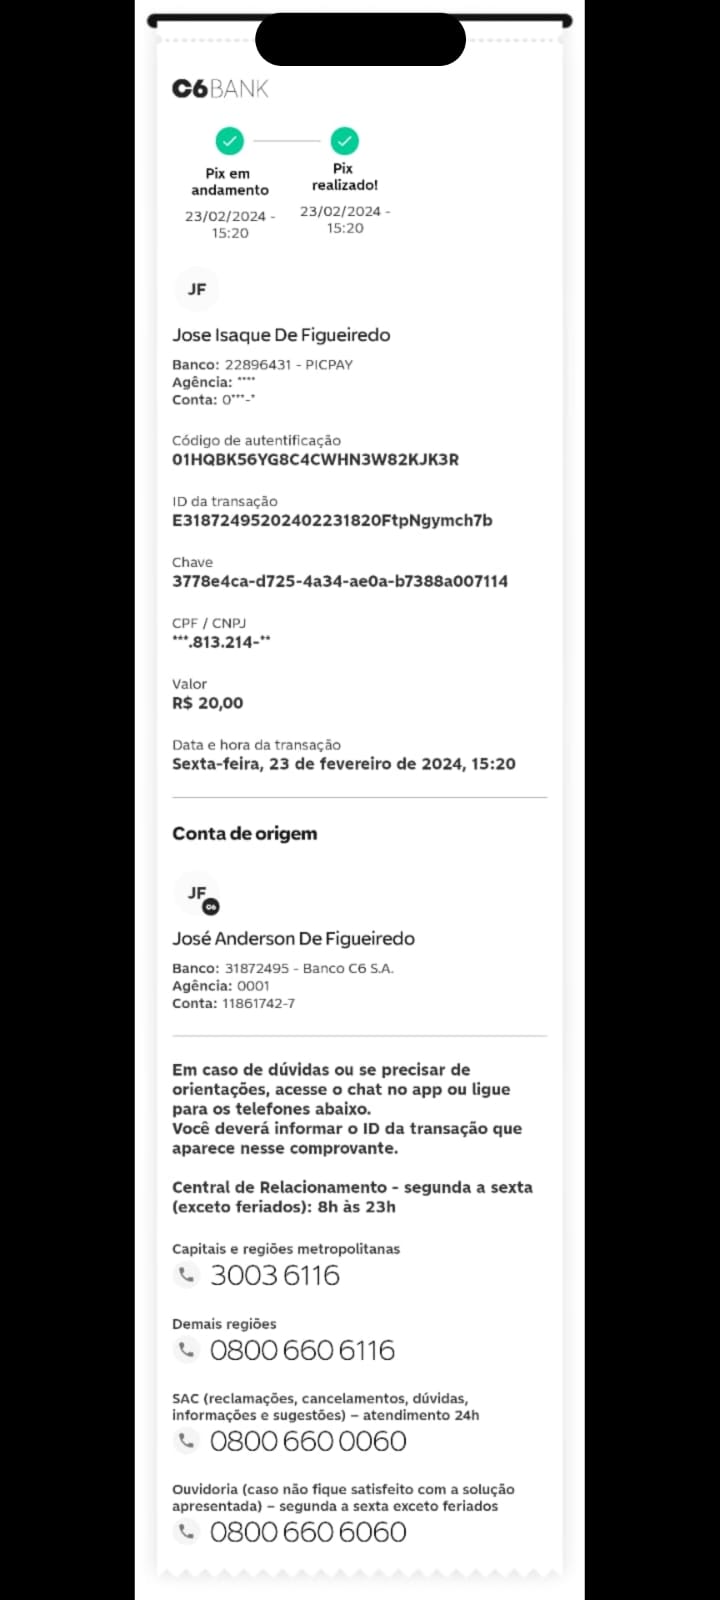 C6BANK
Pix em
andamento
23/02/2024 -
15:20
Pix
realizado!
23/02/2024 -
15:20
JF
Jose Isaque De Figueiredo
Banco: 22896431 - PICPAY
Agência: ****
Conta: 0***-*
Código de autentificação
01HQBK56YG8C4CWHN3W82KJK3R
ID da transação
E31872495202402231820FtpNgymch7b
Chave
3778e4ca-d725-4a34-ae0a-b7388a007114
CPF / CNPJ
***.813.214-**
Valor
R$ 20,00
Data e hora da transação
Sexta-feira, 23 de fevereiro de 2024, 15:20
Conta de origem
JF
C6
José Anderson De Figueiredo
Banco: 31872495 - Banco C6 S.A.
Agência: 0001
Conta: 11861742-7
Em caso de dúvidas ou se precisar de
orientações, acesse o chat no app ou ligue
para os telefones abaixo.
Você deverá informar o ID da transação que
aparece nesse comprovante.
Central de Relacionamento - segunda a sexta
(exceto feriados): 8h às 23h
Capitais e regiões metropolitanas
3003 6116
Demais regiões
0800 660 6116
SAC (reclamações, cancelamentos, dúvidas,
informações e sugestões) – atendimento 24h
0800 660 0060
Ouvidoria (caso não fique satisfeito com a solução
apresentada) – segunda a sexta exceto feriados
0800 660 6060